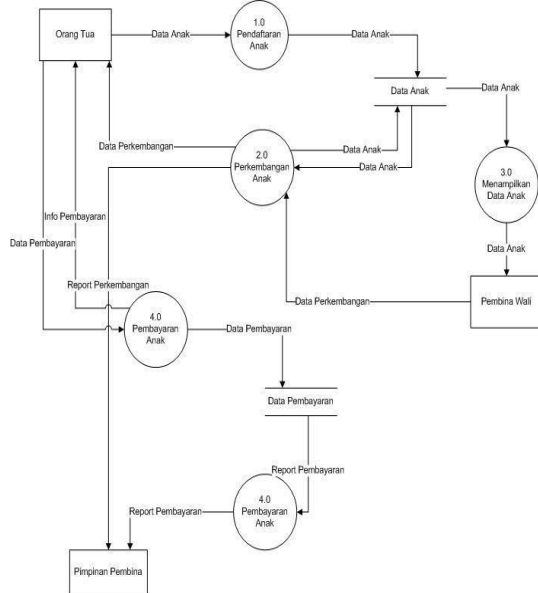 Orang Tua
Data Anak
1.0
Pendaftaran
Anak
Data Anak
Data Anak
Data Anak
Data Perkembangan
2.0
Perkembangan
Anak
Data Anak
Data Anak
3.0
Menampilkan
Data Anak
Info Pembayaran
Data Pembayaran
Data Anak
Report Perkembangan
Data Perkembangan
Pembina Wali
4.0
Pembayaran
Anak
Data Pembayaran
Data Pembayaran
Report Pembayaran
4.0
Pembayaran
Anak
Report Pembayaran
Pimpinan Pembina